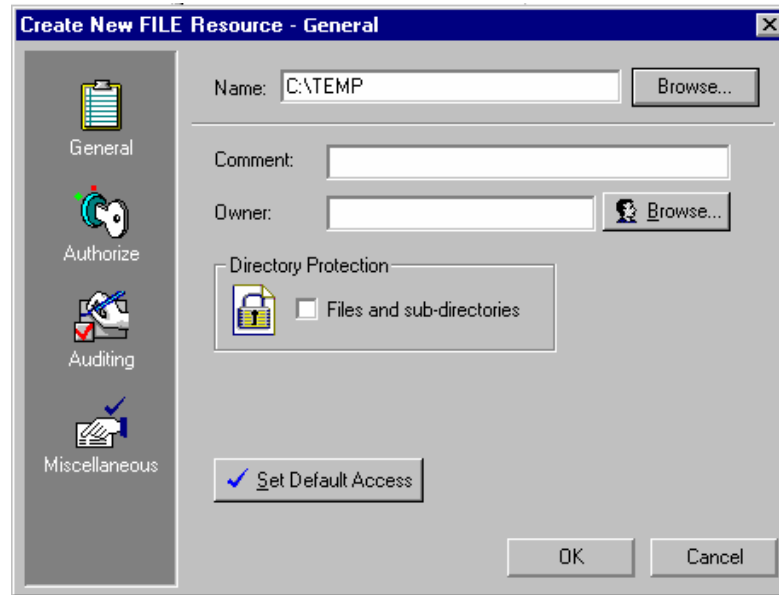 Create New FILE Resource - General
General
Authorize
Auditing
Miscellaneous
Name: C:\TEMP Browse...
Comment:
Owner: Browse...
Directory Protection
Files and sub-directories
Set Default Access
OK Cancel